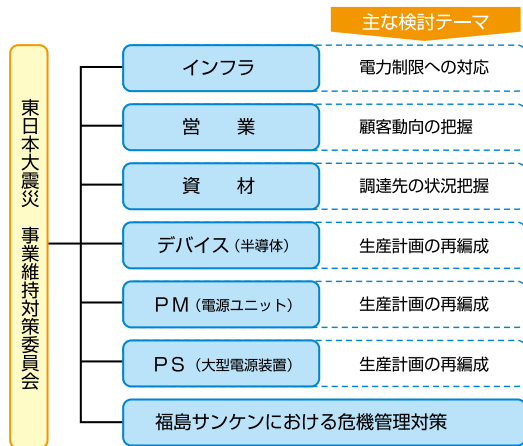 主な検討テーマ
東日本大震災 事業維持対策委員会
インフラ 電力制限への対応
営業 顧客動向の把握
資材 調達先の状況把握
デバイス（半導体） 生産計画の再編成
PM（電源ユニット） 生産計画の再編成
PS（大型電源装置） 生産計画の再編成
福島サンケンにおける危機管理対策